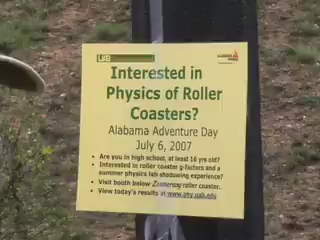 UAB
Interested in
Physics of Roller
Coasters?
Alabama Adventure Day
July 6, 2007
• Are you in high school, at least 16 yrs old?
• Interested in roller coaster g-factors and a
summer physics lab shadowing experience?
• Visit booth below Zoomerang roller coaster.
• View today's results at www.phy.uab.edu